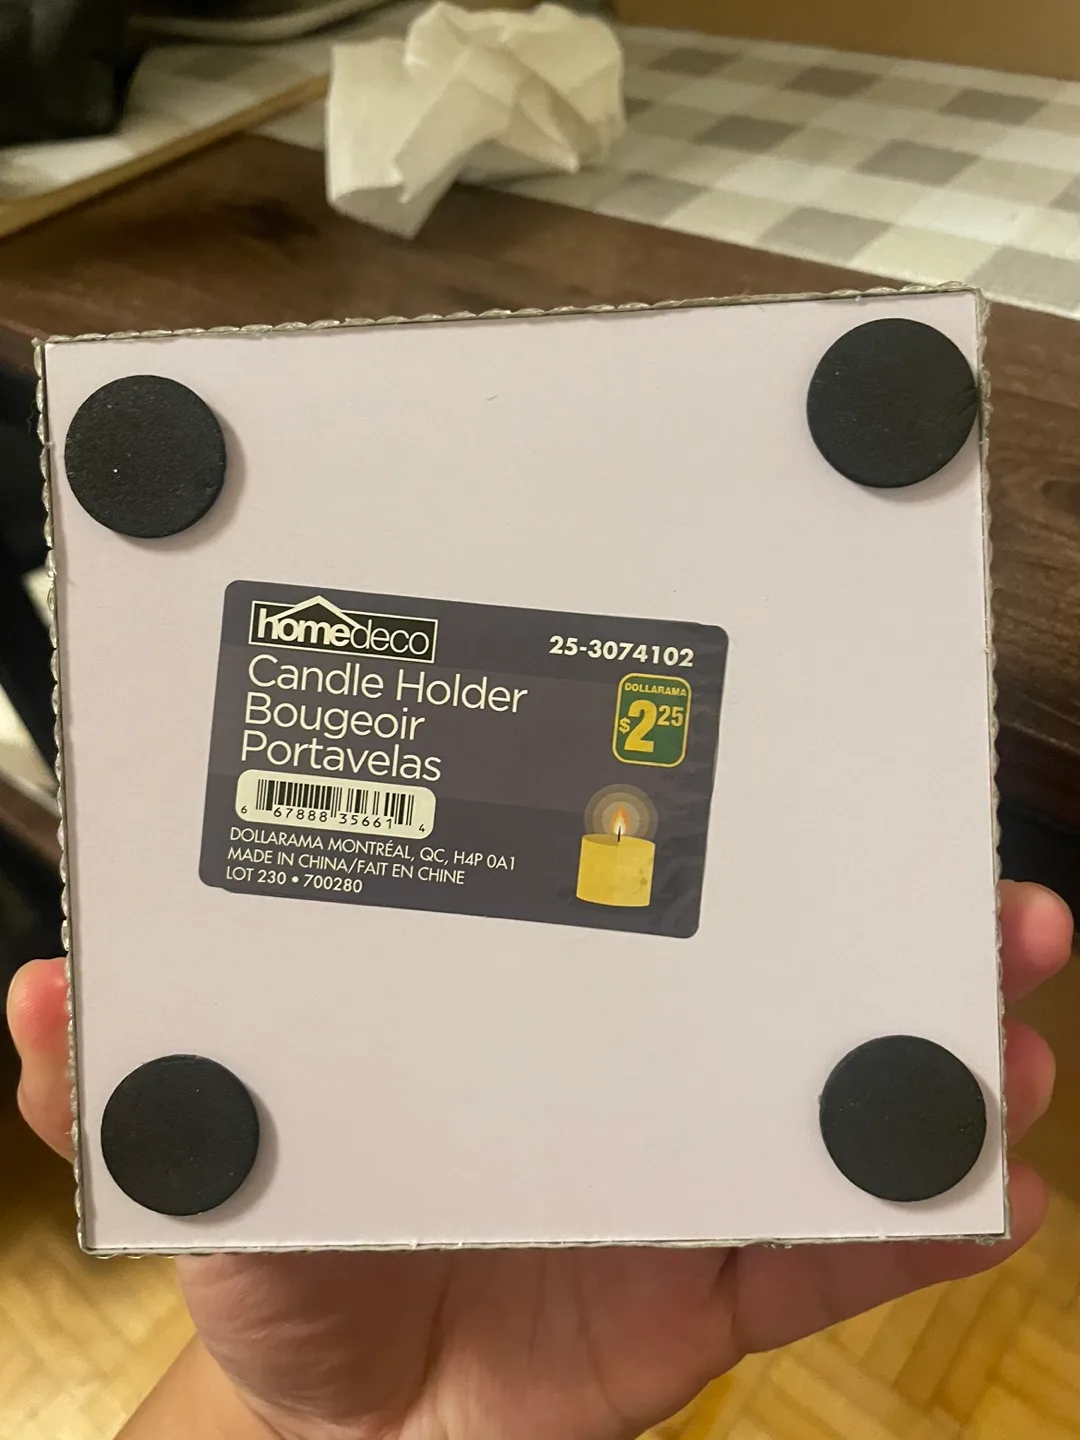 homedeco
25-3074102
Candle Holder
Bougeoir
Portavelas
DOLLARAMA
$2 25
6 67888 35661 4
DOLLARAMA MONTRÉAL, QC, H4P 0A1
MADE IN CHINA/FAIT EN CHINE
LOT 230 • 700280